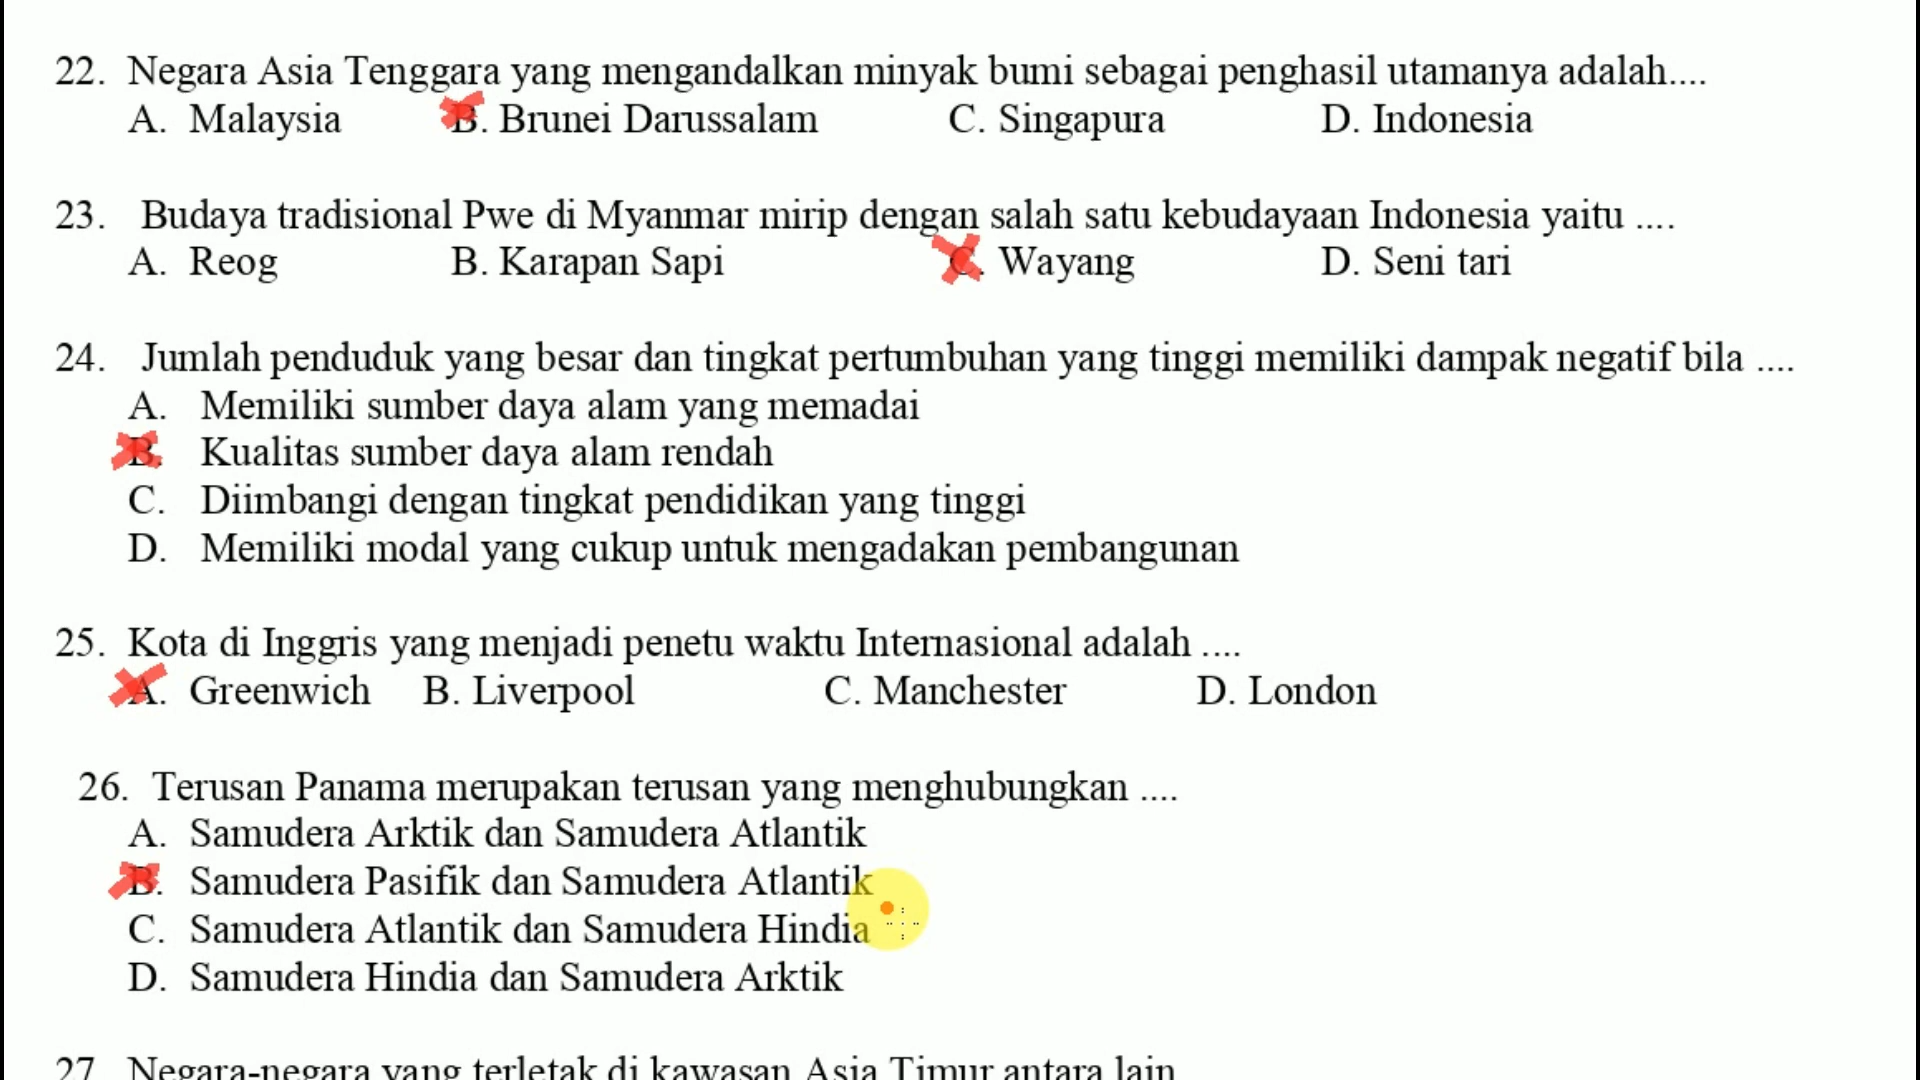 22. Negara Asia Tenggara yang mengandalkan minyak bumi sebagai penghasil utamanya adalah....
A. Malaysia B. Brunei Darussalam C. Singapura D. Indonesia
23. Budaya tradisional Pwe di Myanmar mirip dengan salah satu kebudayaan Indonesia yaitu ....
A. Reog B. Karapan Sapi C. Wayang D. Seni tari
24. Jumlah penduduk yang besar dan tingkat pertumbuhan yang tinggi memiliki dampak negatif bila ....
A. Memiliki sumber daya alam yang memadai
B. Kualitas sumber daya alam rendah
C. Diimbangi dengan tingkat pendidikan yang tinggi
D. Memiliki modal yang cukup untuk mengadakan pembangunan
25. Kota di Inggris yang menjadi penetu waktu Internasional adalah ....
A. Greenwich B. Liverpool C. Manchester D. London
26. Terusan Panama merupakan terusan yang menghubungkan ....
A. Samudera Arktik dan Samudera Atlantik
B. Samudera Pasifik dan Samudera Atlantik
C. Samudera Atlantik dan Samudera Hindia
D. Samudera Hindia dan Samudera Arktik
27 Negara-negara yang terletak di kawasan Asia Timur antara lain